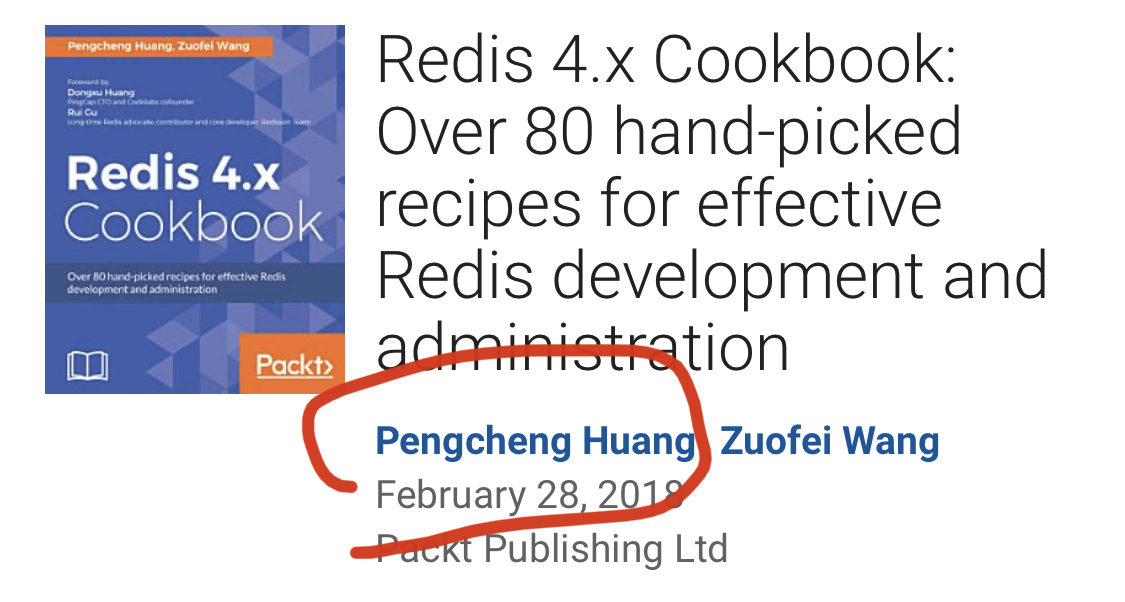 Pengcheng Huang, Zuofei Wang
Foreword by
Dongxu Huang
PingCap CTO and Codislabs cofounder
Rui Gu
Long-time Redis advocate, contributor and core developer, Redisson Team
Redis 4.x
Cookbook
Over 80 hand-picked recipes for effective Redis
development and administration
Packt>
Redis 4.x Cookbook:
Over 80 hand-picked
recipes for effective
Redis development and
administration
Pengcheng Huang, Zuofei Wang
February 28, 2018
Packt Publishing Ltd